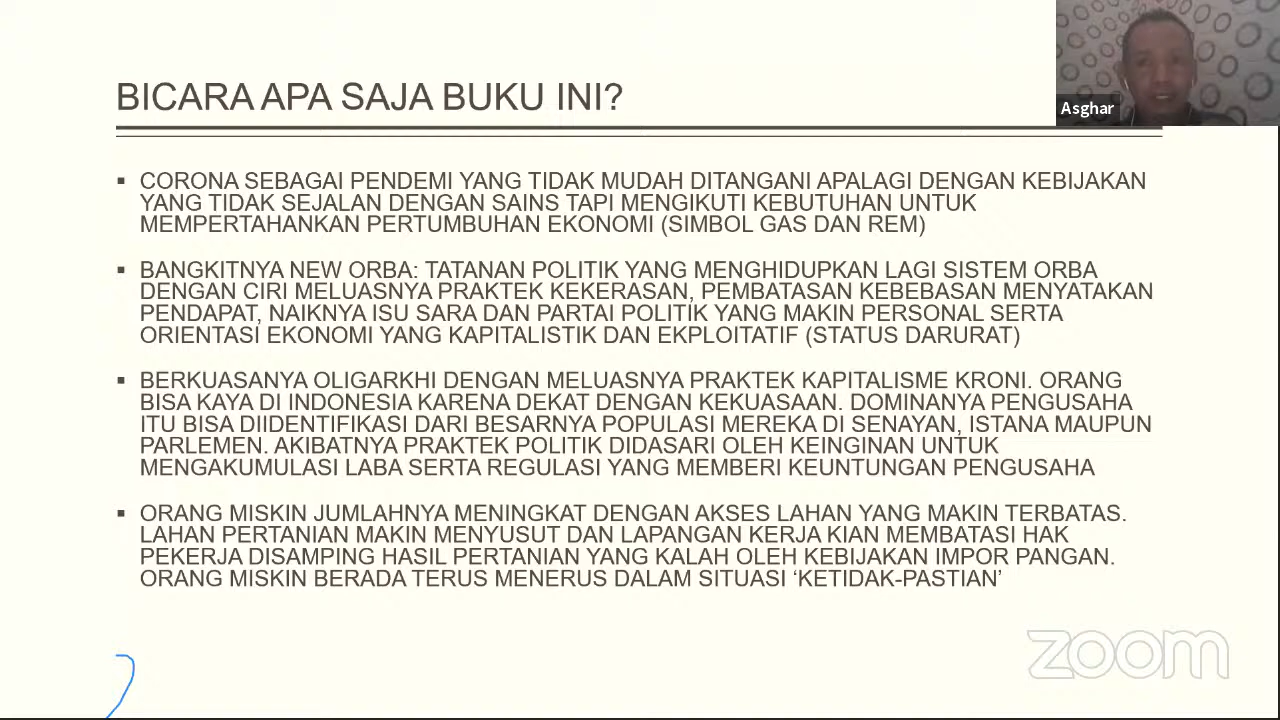 BICARA APA SAJA BUKU INI?
Asghar
▪ CORONA SEBAGAI PENDEMI YANG TIDAK MUDAH DITANGANI APALAGI DENGAN KEBIJAKAN
YANG TIDAK SEJALAN DENGAN SAINS TAPI MENGIKUTI KEBUTUHAN UNTUK
MEMPERTAHANKAN PERTUMBUHAN EKONOMI (SIMBOL GAS DAN REM)
▪ BANGKITNYA NEW ORBA: TATANAN POLITIK YANG MENGHIDUPKAN LAGI SISTEM ORBA
DENGAN CIRI MELUASNYA PRAKTEK KEKERASAN, PEMBATASAN KEBEBASAN MENYATAKAN
PENDAPAT, NAIKNYA ISU SARA DAN PARTAI POLITIK YANG MAKIN PERSONAL SERTA
ORIENTASI EKONOMI YANG KAPITALISTIK DAN EKPLOITATIF (STATUS DARURAT)
▪ BERKUASANYA OLIGARKHI DENGAN MELUASNYA PRAKTEK KAPITALISME KRONI. ORANG
BISA KAYA DI INDONESIA KARENA DEKAT DENGAN KEKUASAAN. DOMINANYA PENGUSAHA
ITU BISA DIIDENTIFIKASI DARI BESARNYA POPULASI MEREKA DI SENAYAN, ISTANA MAUPUN
PARLEMEN. AKIBATNYA PRAKTEK POLITIK DIDASARI OLEH KEINGINAN UNTUK
MENGAKUMULASI LABA SERTA REGULASI YANG MEMBERI KEUNTUNGAN PENGUSAHA
▪ ORANG MISKIN JUMLAHNYA MENINGKAT DENGAN AKSES LAHAN YANG MAKIN TERBATAS.
LAHAN PERTANIAN MAKIN MENYUSUT DAN LAPANGAN KERJA KIAN MEMBATASI HAK
PEKERJA DISAMPING HASIL PERTANIAN YANG KALAH OLEH KEBIJAKAN IMPOR PANGAN.
ORANG MISKIN BERADA TERUS MENERUS DALAM SITUASI ‘KETIDAK-PASTIAN’
zoom